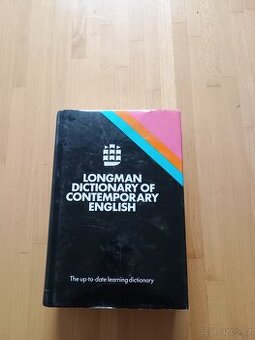 LONGMAN
DICTIONARY OF
CONTEMPORARY
ENGLISH
The up-to-date learning dictionary